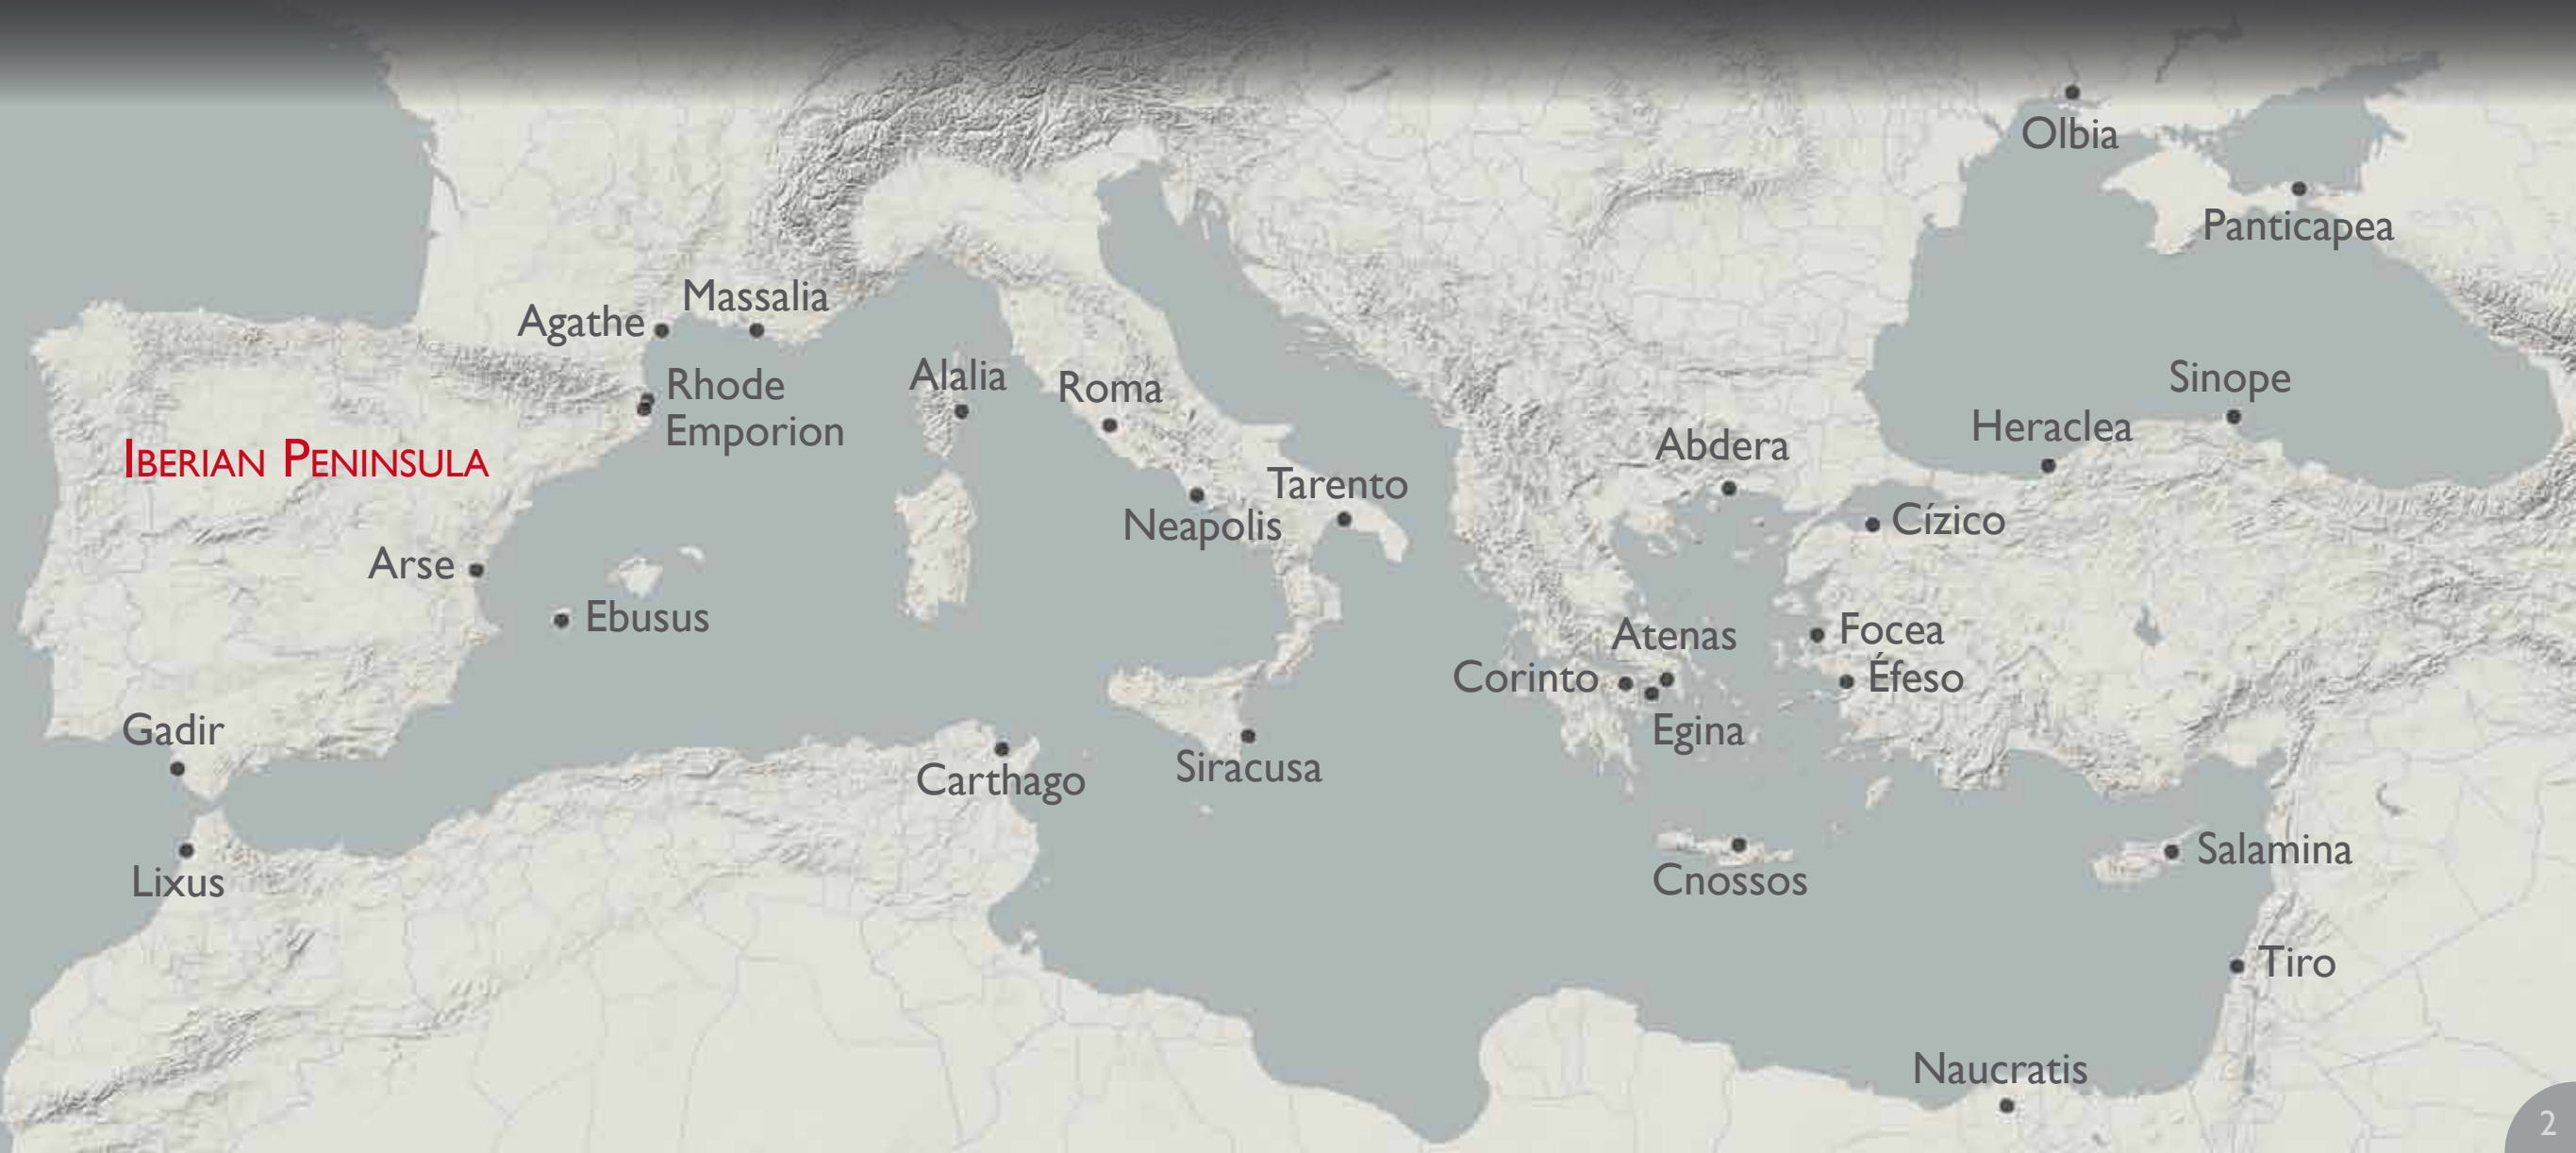 Olbia
Panticapea
Massalia
Agathe
Rhode
Emporion
Alalia
Roma
Sinope
Heraclea
Abdera
IBERIAN PENINSULA
Tarento
Neapolis
Cízico
Arse
Ebusus
Atenas
Focea
Corinto
Éfeso
Egina
Gadir
Carthago
Siracusa
Lixus
Cnossos
Salamina
Tiro
Naucratis
2